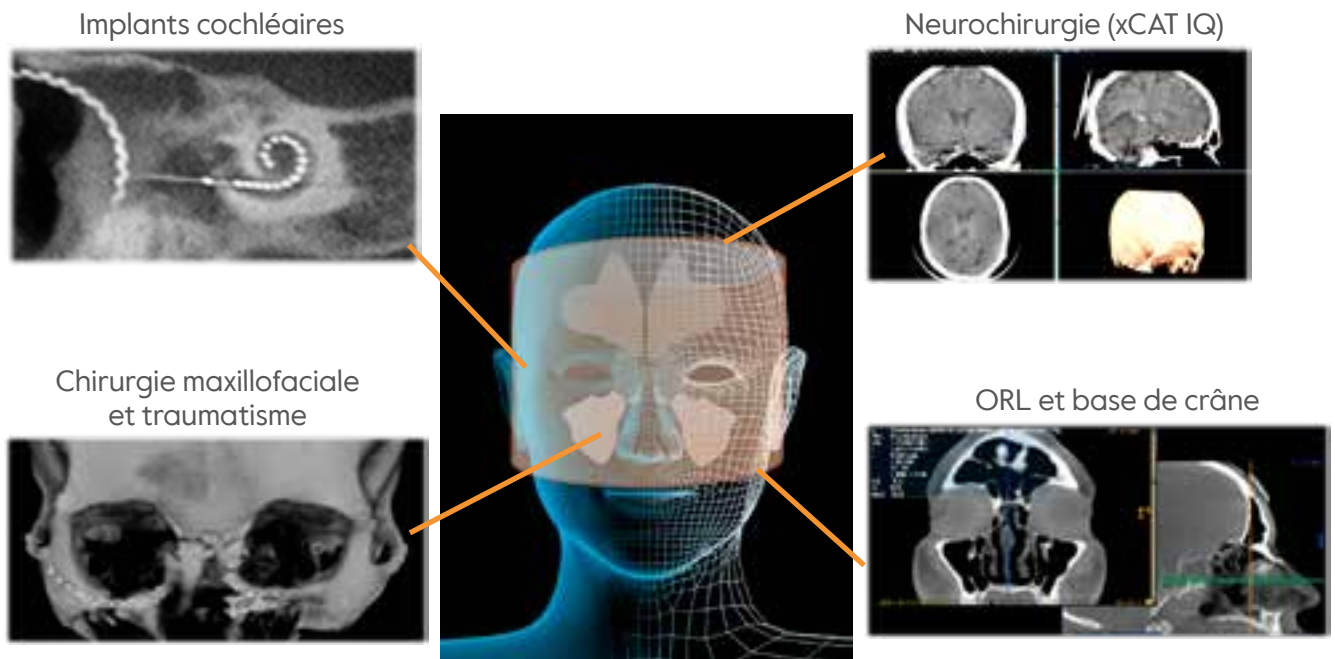 Implants cochléaires
Neurochirurgie (xCAT IQ)
Chirurgie maxillofaciale
et traumatisme
ORL et base de crâne